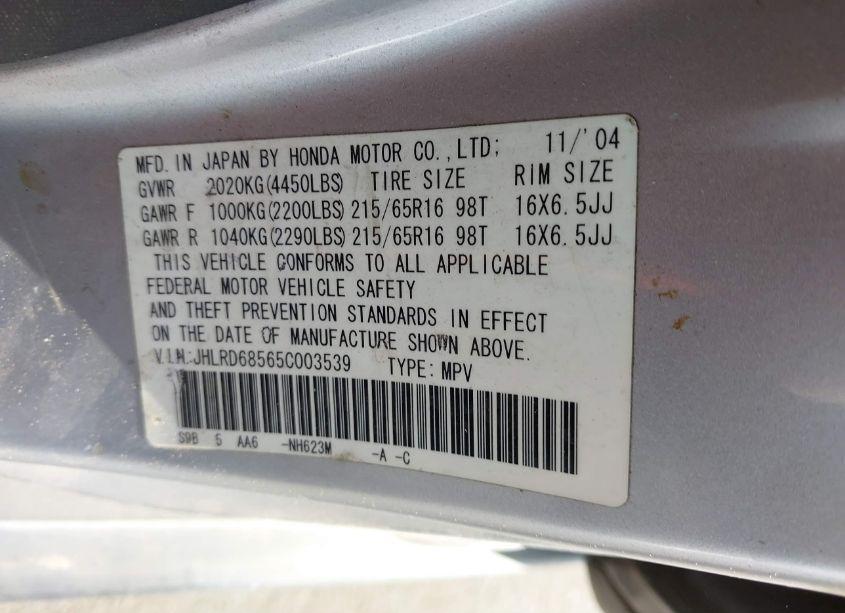 MFD. IN JAPAN BY HONDA MOTOR CO.,LTD; 11/'04
GVWR 2020KG(4450LBS) TIRE SIZE RIM SIZE
GAWR F 1000KG(2200LBS) 215/65R16 98T 16X6.5JJ
GAWR R 1040KG(2290LBS) 215/65R16 98T 16X6.5JJ
THIS VEHICLE CONFORMS TO ALL APPLICABLE
FEDERAL MOTOR VEHICLE SAFETY
AND THEFT PREVENTION STANDARDS IN EFFECT
ON THE DATE OF MANUFACTURE SHOWN ABOVE.
V.I.N.:JHLRD68565C003539 TYPE: MPV
S9B 5 AA6 -NH623M -A -C